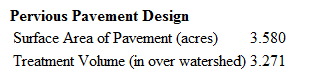 Pervious Pavement Design
Surface Area of Pavement (acres) 3.580
Treatment Volume (in over watershed) 3.271